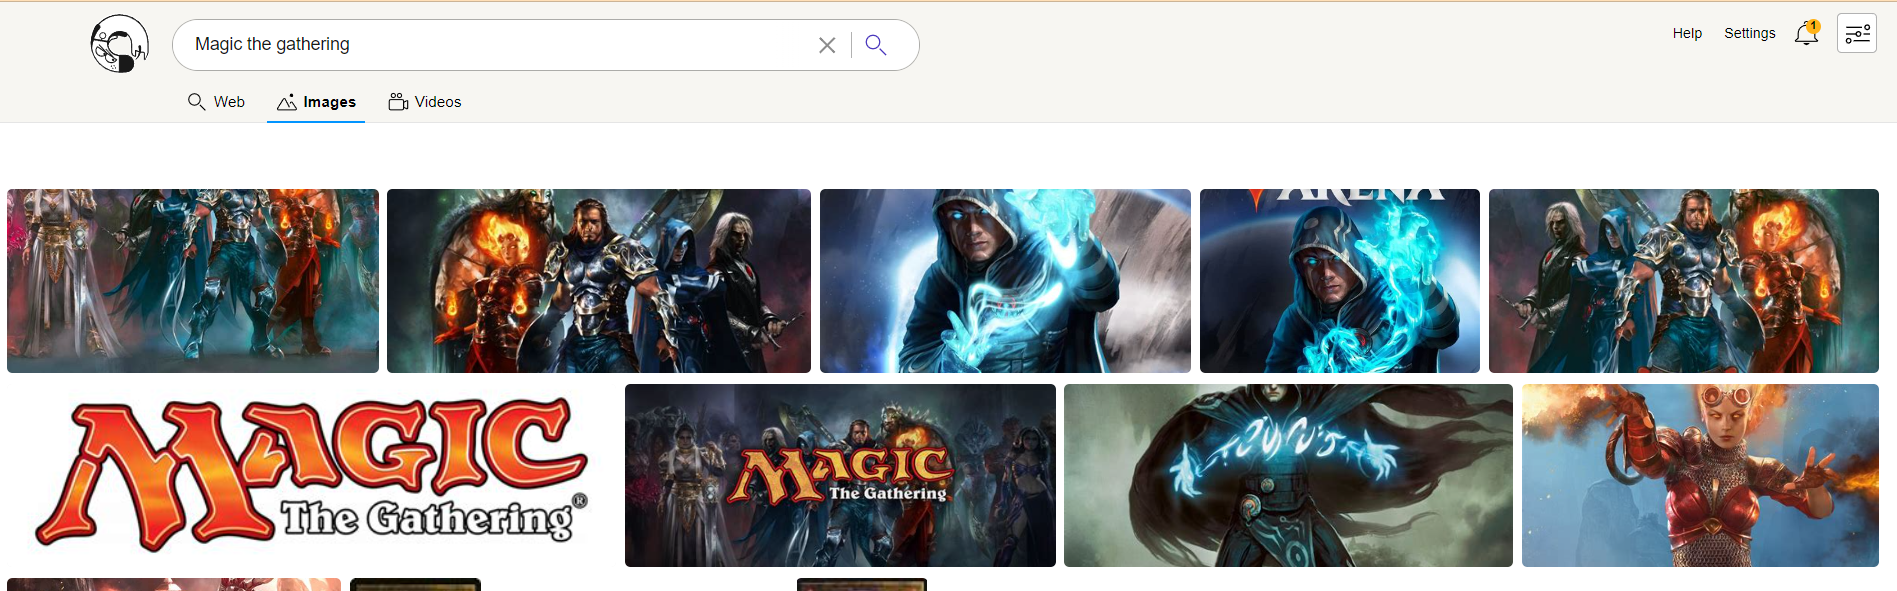 Magic the gathering
Help
Settings
1
Web
Images
Videos
ARENA
MAGIC
The Gathering®
MAGIC
The Gathering